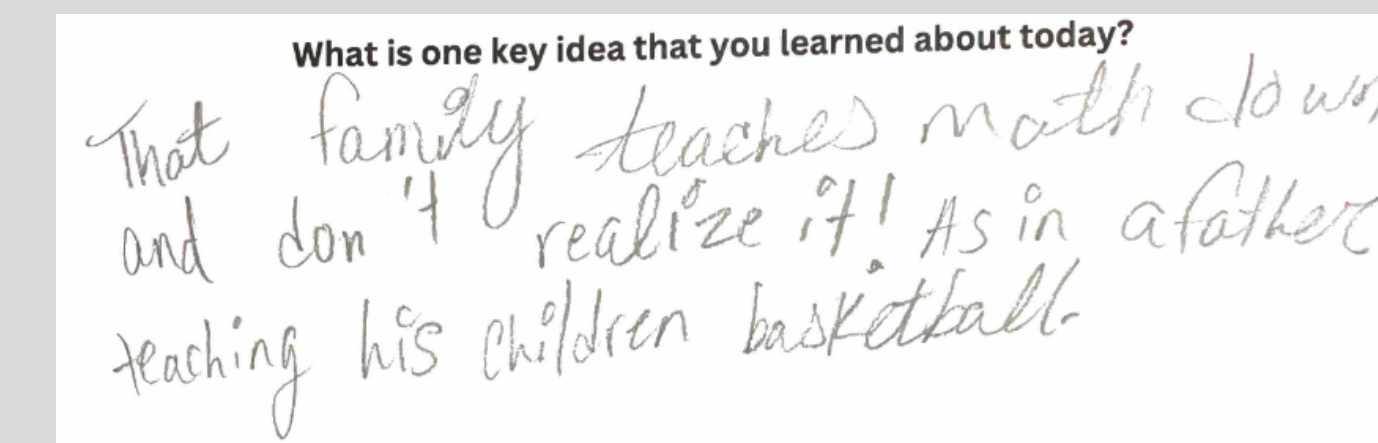 What is one key idea that you learned about today?
That family teaches math down
and don't realize it! As in a father
teaching his children basketball.